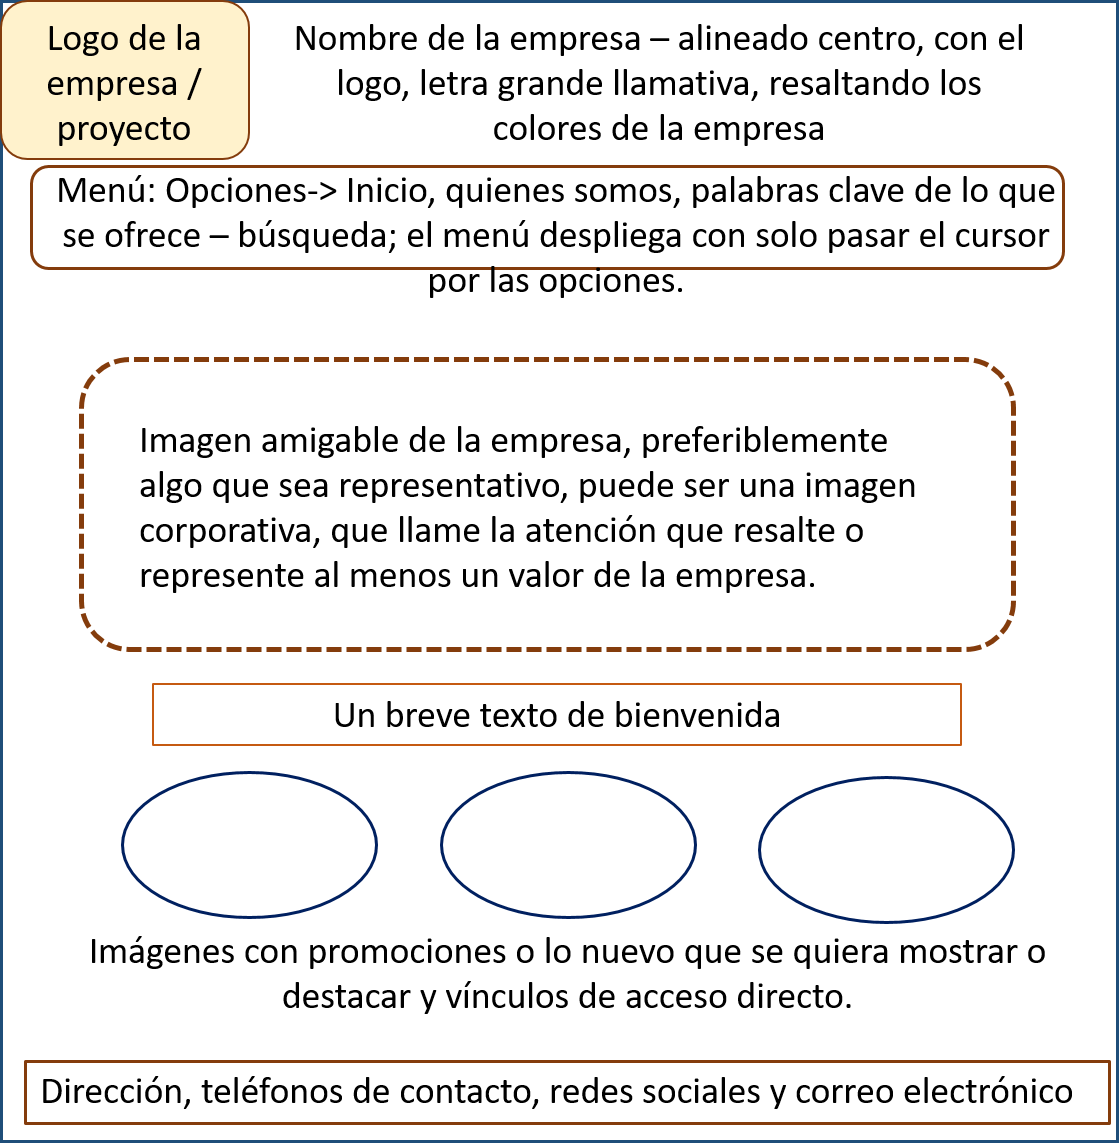 Logo de la
empresa /
proyecto
Nombre de la empresa – alineado centro, con el
logo, letra grande llamativa, resaltando los
colores de la empresa
Menú: Opciones-> Inicio, quienes somos, palabras clave de lo que
se ofrece – búsqueda; el menú despliega con solo pasar el cursor
por las opciones.
Imagen amigable de la empresa, preferiblemente
algo que sea representativo, puede ser una imagen
corporativa, que llame la atención que resalte o
represente al menos un valor de la empresa.
Un breve texto de bienvenida
Imágenes con promociones o lo nuevo que se quiera mostrar o
destacar y vínculos de acceso directo.
Dirección, teléfonos de contacto, redes sociales y correo electrónico